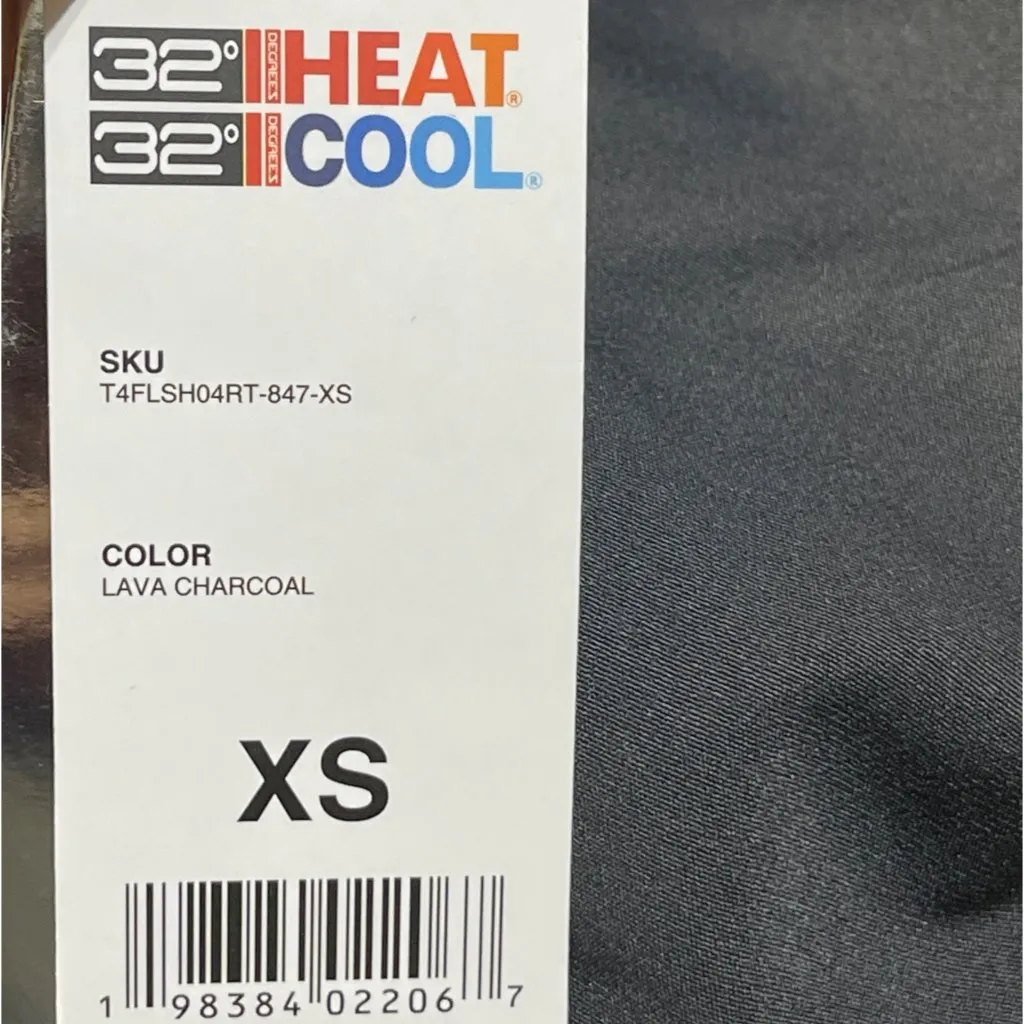 32° DEGREES HEAT®
32° DEGREES COOL®
SKU
T4FLSH04RT-847-XS
COLOR
LAVA CHARCOAL
XS
1 98384 02206 7